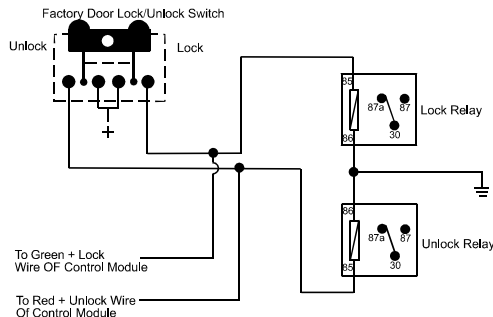 Factory Door Lock/Unlock Switch
Unlock
Lock
+
85
87a
87
30
86
Lock Relay
86
87a
87
30
85
Unlock Relay
To Green + Lock
Wire OF Control Module
To Red + Unlock Wire
Of Control Module